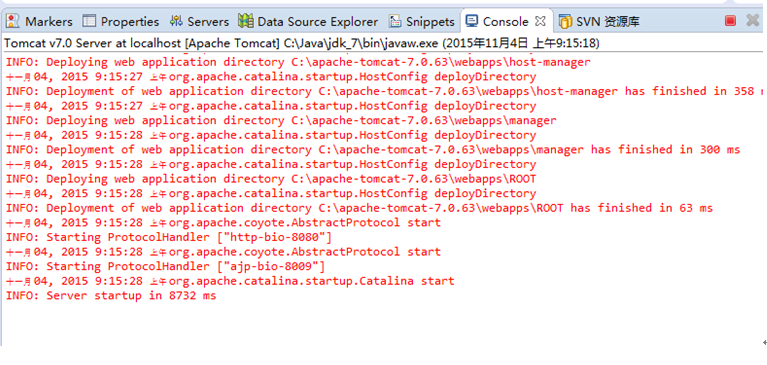 Markers Properties Servers Data Source Explorer Snippets Console SVN 资源库
Tomcat v7.0 Server at localhost [Apache Tomcat] C:\Java\jdk_7\bin\javaw.exe (2015年11月4日 上午9:15:18)
INFO: Deploying web application directory C:\apache-tomcat-7.0.63\webapps\host-manager
十一月 04, 2015 9:15:27 上午 org.apache.catalina.startup.HostConfig deployDirectory
INFO: Deployment of web application directory C:\apache-tomcat-7.0.63\webapps\host-manager has finished in 358 m
十一月 04, 2015 9:15:27 上午 org.apache.catalina.startup.HostConfig deployDirectory
INFO: Deploying web application directory C:\apache-tomcat-7.0.63\webapps\manager
十一月 04, 2015 9:15:28 上午 org.apache.catalina.startup.HostConfig deployDirectory
INFO: Deployment of web application directory C:\apache-tomcat-7.0.63\webapps\manager has finished in 300 ms
十一月 04, 2015 9:15:28 上午 org.apache.catalina.startup.HostConfig deployDirectory
INFO: Deploying web application directory C:\apache-tomcat-7.0.63\webapps\ROOT
十一月 04, 2015 9:15:28 上午 org.apache.catalina.startup.HostConfig deployDirectory
INFO: Deployment of web application directory C:\apache-tomcat-7.0.63\webapps\ROOT has finished in 63 ms
十一月 04, 2015 9:15:28 上午 org.apache.coyote.AbstractProtocol start
INFO: Starting ProtocolHandler ["http-bio-8080"]
十一月 04, 2015 9:15:28 上午 org.apache.coyote.AbstractProtocol start
INFO: Starting ProtocolHandler ["ajp-bio-8009"]
十一月 04, 2015 9:15:28 上午 org.apache.catalina.startup.Catalina start
INFO: Server startup in 8732 ms